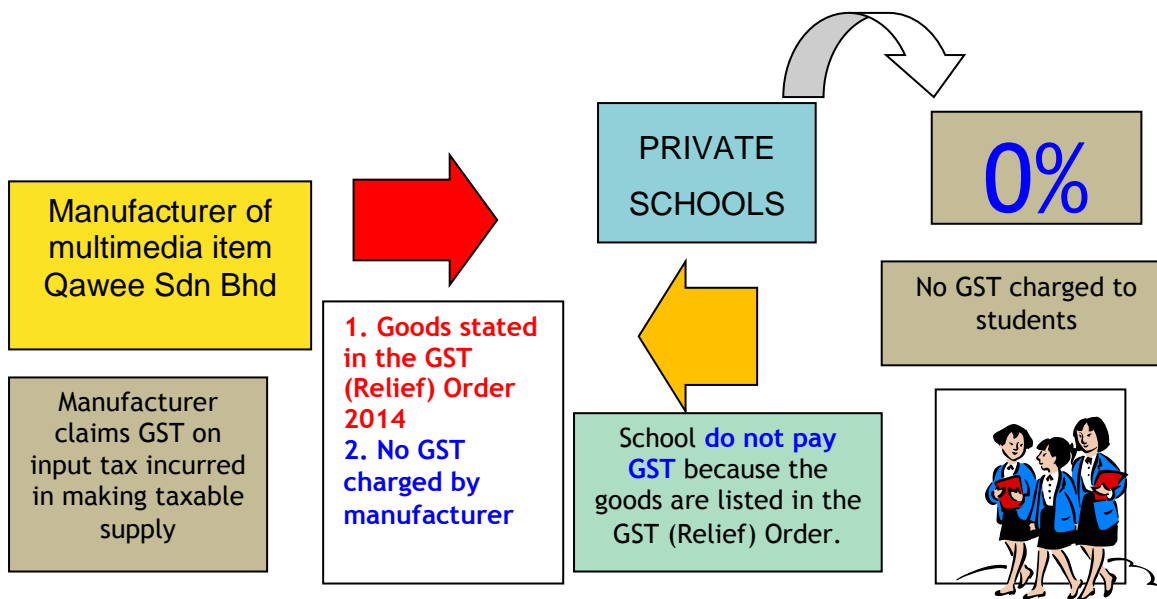 PRIVATE
SCHOOLS
0%
Manufacturer of
multimedia item
Qawee Sdn Bhd
No GST charged to
students
1. Goods stated
in the GST
(Relief) Order
2014
2. No GST
charged by
manufacturer
Manufacturer
claims GST on
input tax incurred
in making taxable
supply
School do not pay
GST because the
goods are listed in the
GST (Relief) Order.